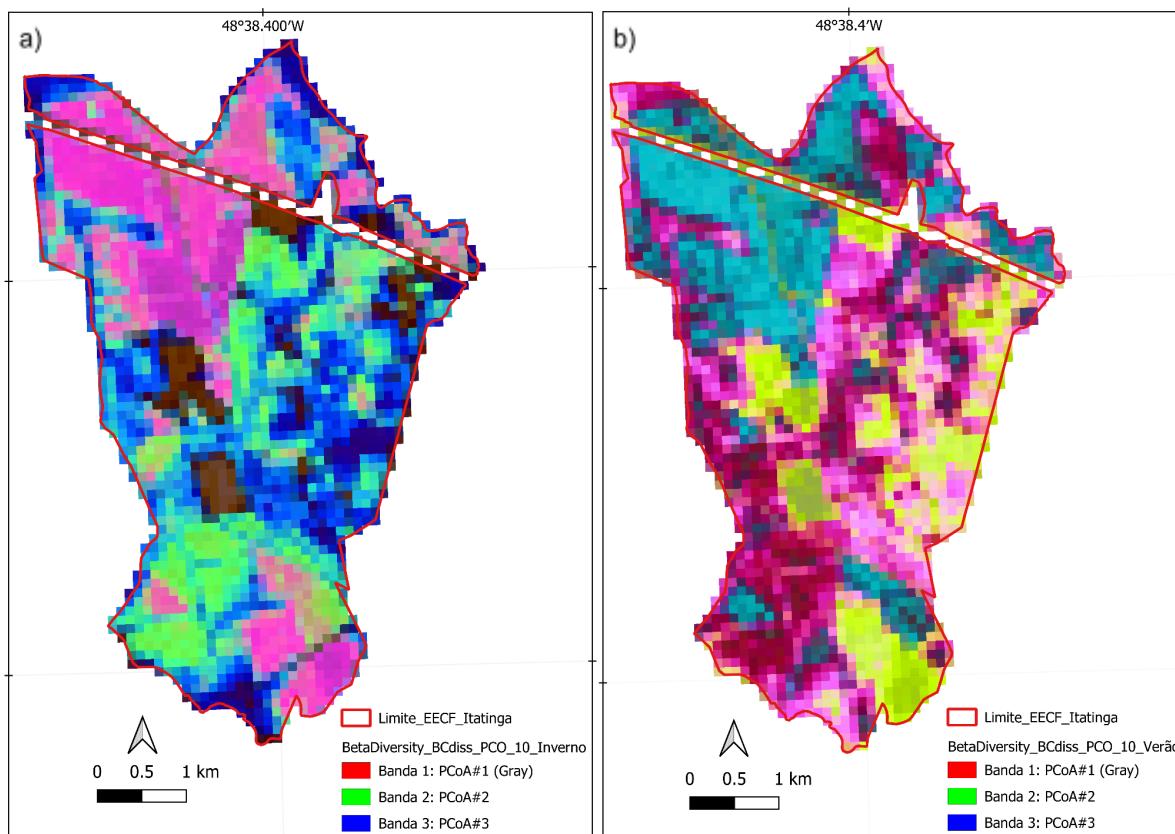 a)
48°38.400'W
Limite_EECF_Itatinga
BetaDiversity_BCdiss_PCO_10_Inverno
Banda 1: PCoA#1 (Gray)
Banda 2: PCoA#2
Banda 3: PCoA#3
0 0.5 1 km
b)
48°38.4'W
Limite_EECF_Itatinga
BetaDiversity_BCdiss_PCO_10_Verão
Banda 1: PCoA#1 (Gray)
Banda 2: PCoA#2
Banda 3: PCoA#3
0 0.5 1 km